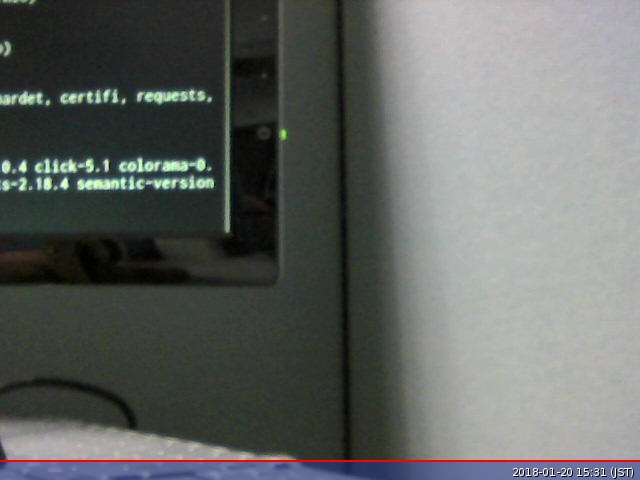 ardet, certifi, requests,
0.4 click-5.1 colorama-0.
s-2.18.4 semantic-version
2018-01-20 15:31 (JST)